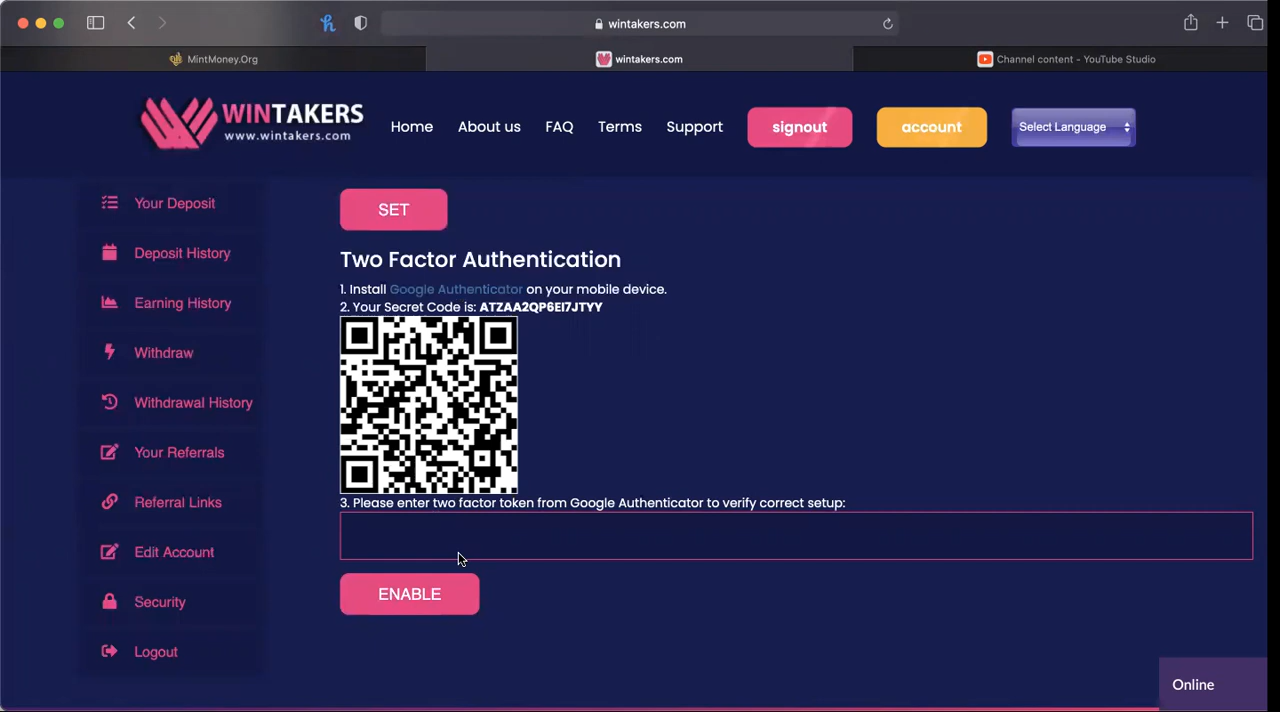 wintakers.com
MintMoney.Org
wintakers.com
Channel content - YouTube Studio
WINTAKERS
www.wintakers.com
Home
About us
FAQ
Terms
Support
signout
account
Select Language
Your Deposit
Deposit History
Earning History
Withdraw
Withdrawal History
Your Referrals
Referral Links
Edit Account
Security
Logout
SET
Two Factor Authentication
1. Install Google Authenticator on your mobile device.
2. Your Secret Code is: ATZAA2QP6EI7JTYY
3. Please enter two factor token from Google Authenticator to verify correct setup:
ENABLE
Online